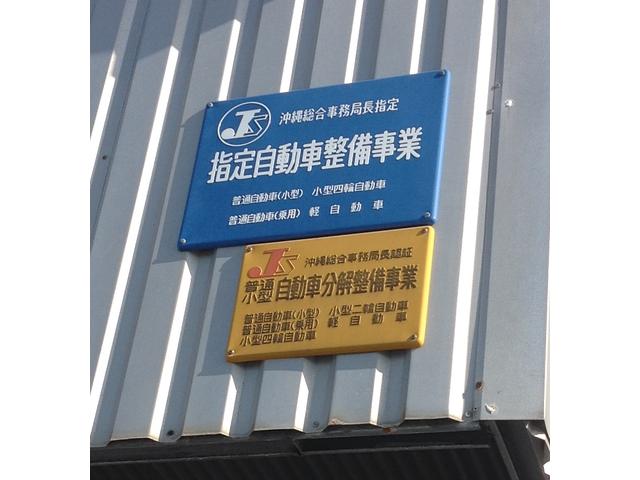 JS 沖縄総合事務局長指定
指定自動車整備事業
普通自動車(小型) 小型四輪自動車
普通自動車(乗用) 軽自動車
JS 沖縄総合事務局長認証
普通小型 自動車分解整備事業
普通自動車(小型) 小型二輪自動車
普通自動車(乗用) 軽自動車
小型四輪自動車